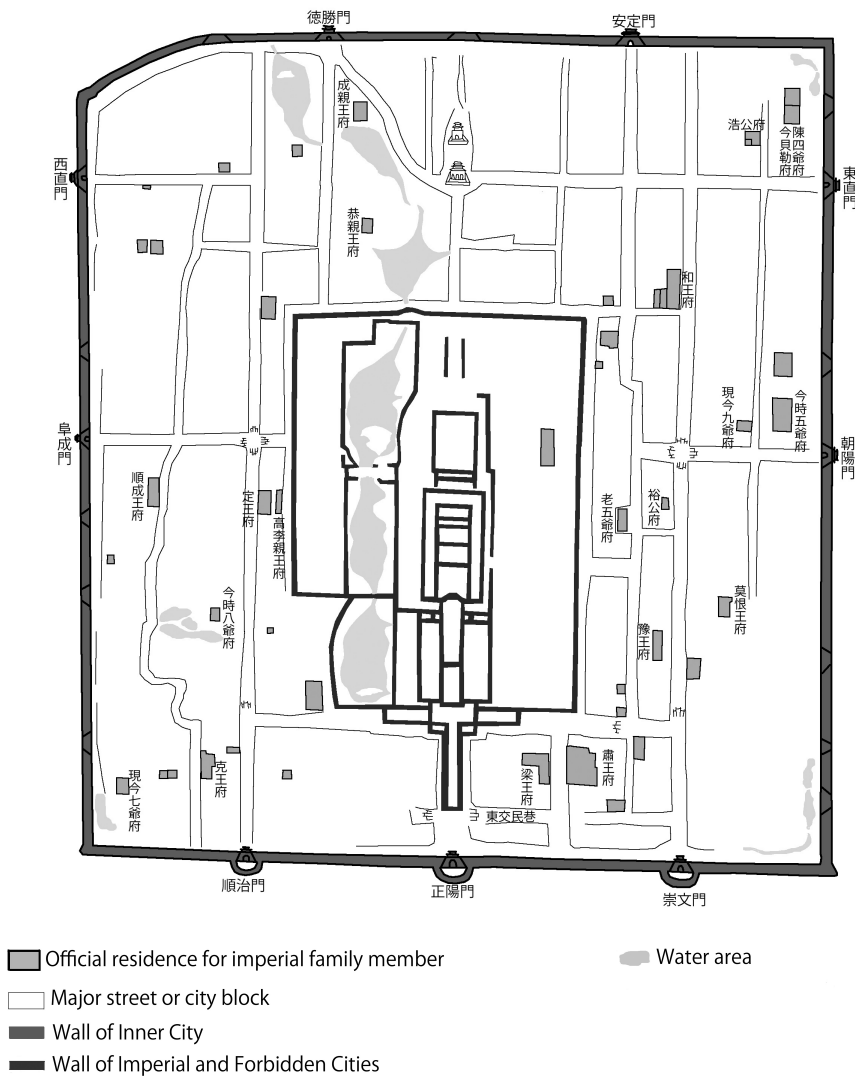 徳勝門
安定門
成親王府
浩公府
陳四爺府
今貝勒府
西直門
東直門
恭親王府
和王府
現今九爺府
今時五爺府
阜成門
朝陽門
順成王府
定王府
高李親王府
老五爺府
裕公府
今時八爺府
莫恨王府
豫王府
現今七爺府
克王府
梁王府
肅王府
東交民巷
順治門
正陽門
崇文門
Official residence for imperial family member
Water area
Major street or city block
Wall of Inner City
Wall of Imperial and Forbidden Cities